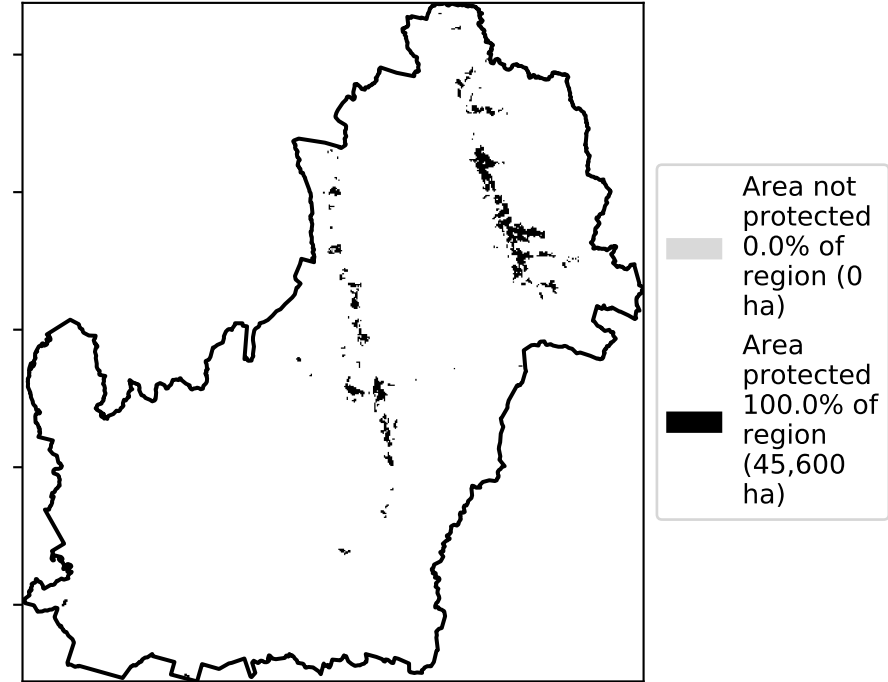 Area not
protected
0.0% of
region (0
ha)
Area
protected
100.0% of
region
(45,600
ha)